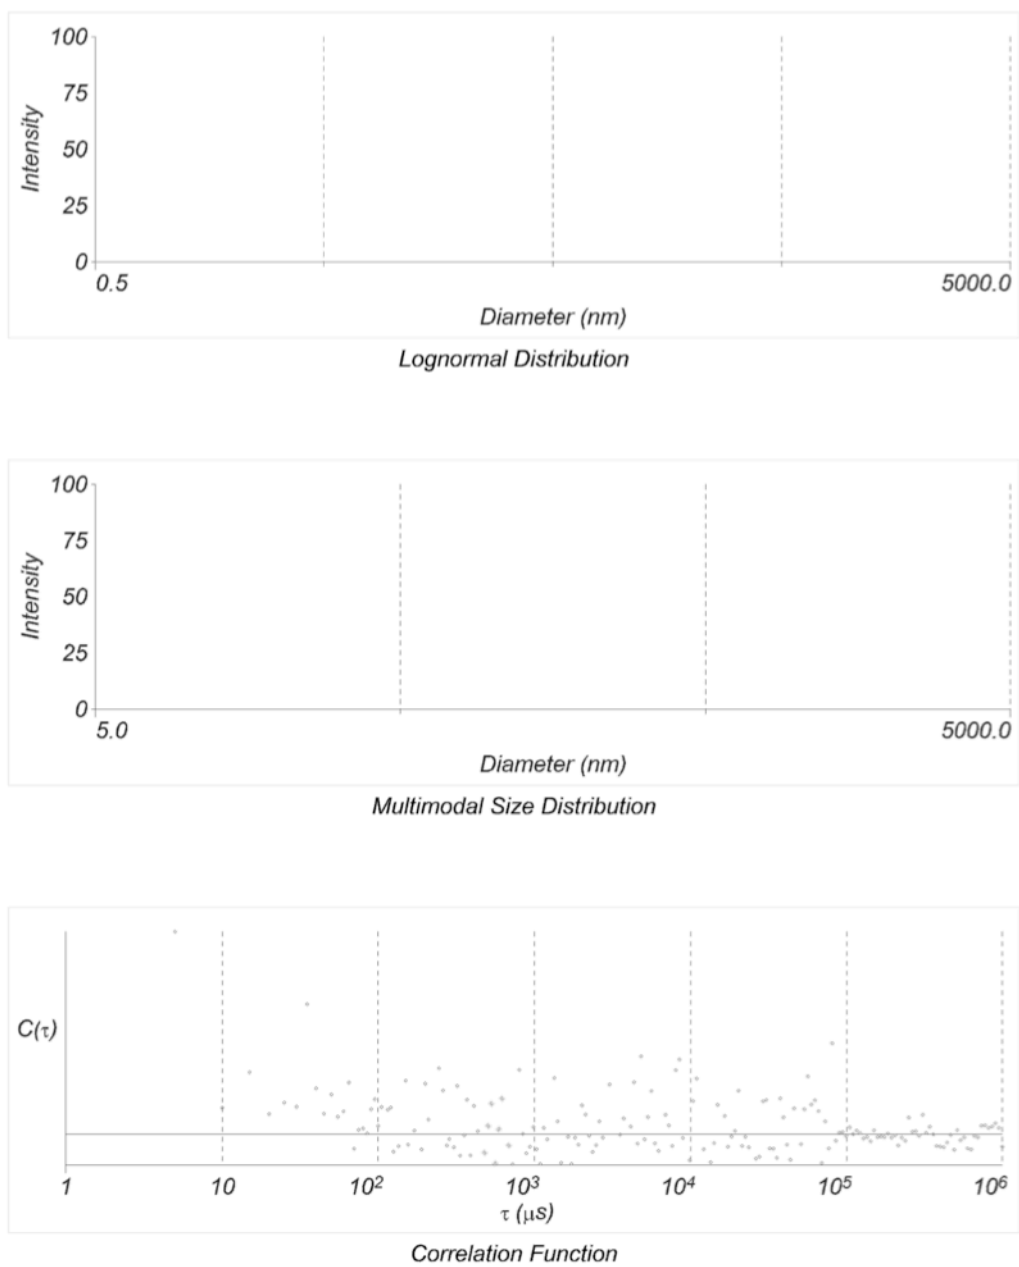 100
75
Intensity
50
25
0
0.5 5000.0
Diameter (nm)
Lognormal Distribution
100
75
Intensity
50
25
0
5.0 5000.0
Diameter (nm)
Multimodal Size Distribution
C(τ)
1 10 10² 10³ 10⁴ 10⁵ 10⁶
τ (μs)
Correlation Function